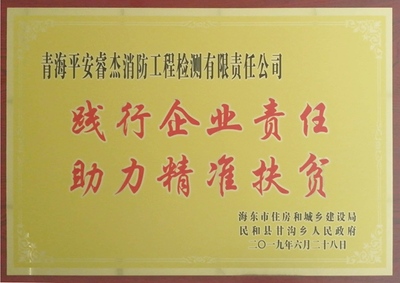 青海平安睿杰消防工程检测有限责任公司
践行企业责任
助力精准扶贫
海东市住房和城乡建设局
民和县甘沟乡人民政府
二〇一九年六月二十八日